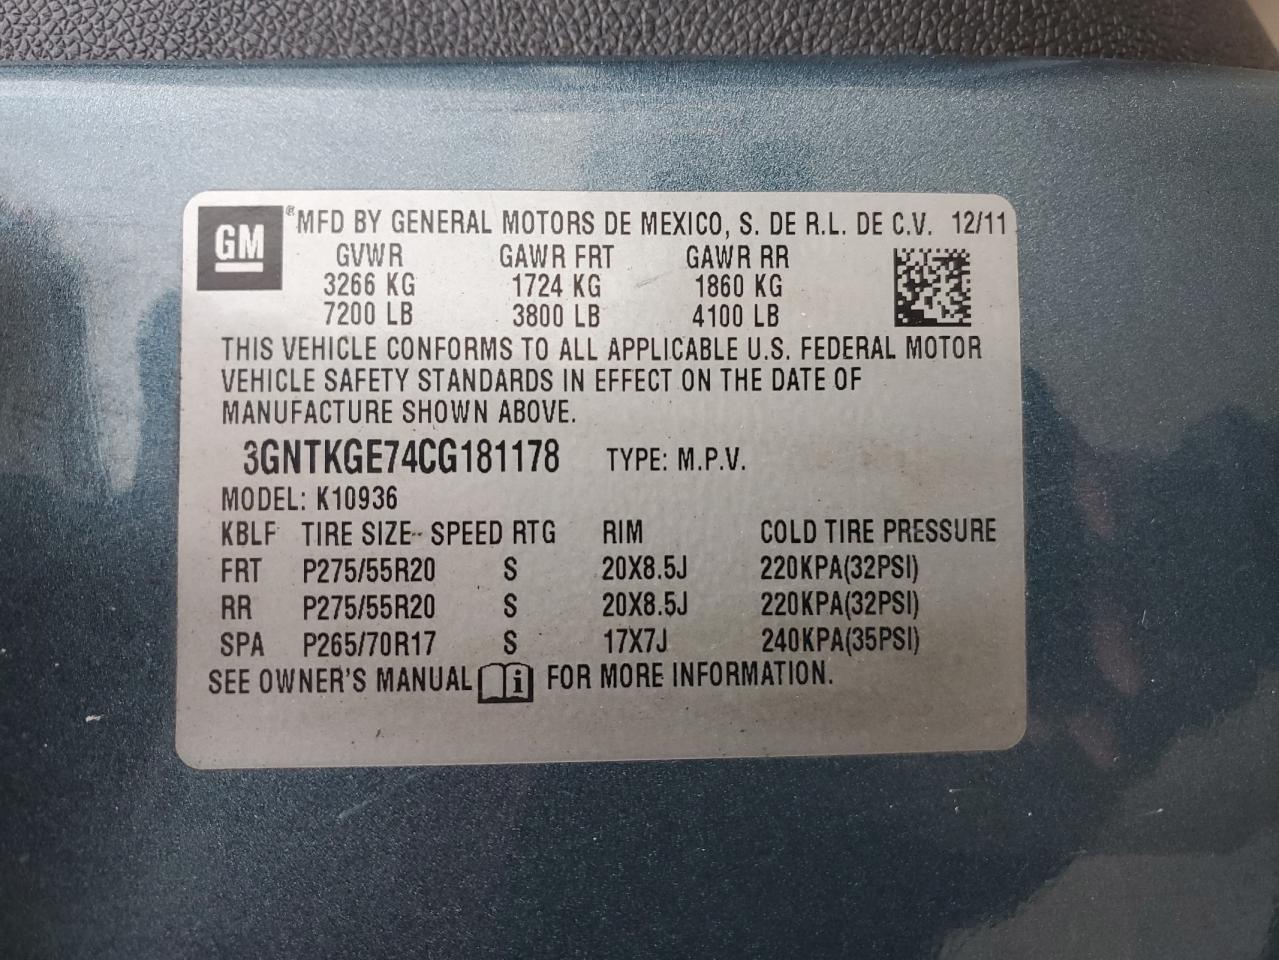 GM ® MFD BY GENERAL MOTORS DE MEXICO, S. DE R.L. DE C.V. 12/11
GVWR GAWR FRT GAWR RR
3266 KG 1724 KG 1860 KG
7200 LB 3800 LB 4100 LB
THIS VEHICLE CONFORMS TO ALL APPLICABLE U.S. FEDERAL MOTOR
VEHICLE SAFETY STANDARDS IN EFFECT ON THE DATE OF
MANUFACTURE SHOWN ABOVE.
3GNTKGE74CG181178 TYPE: M.P.V.
MODEL: K10936
KBLF TIRE SIZE SPEED RTG RIM COLD TIRE PRESSURE
FRT P275/55R20 S 20X8.5J 220KPA(32PSI)
RR P275/55R20 S 20X8.5J 220KPA(32PSI)
SPA P265/70R17 S 17X7J 240KPA(35PSI)
SEE OWNER'S MANUAL i FOR MORE INFORMATION.